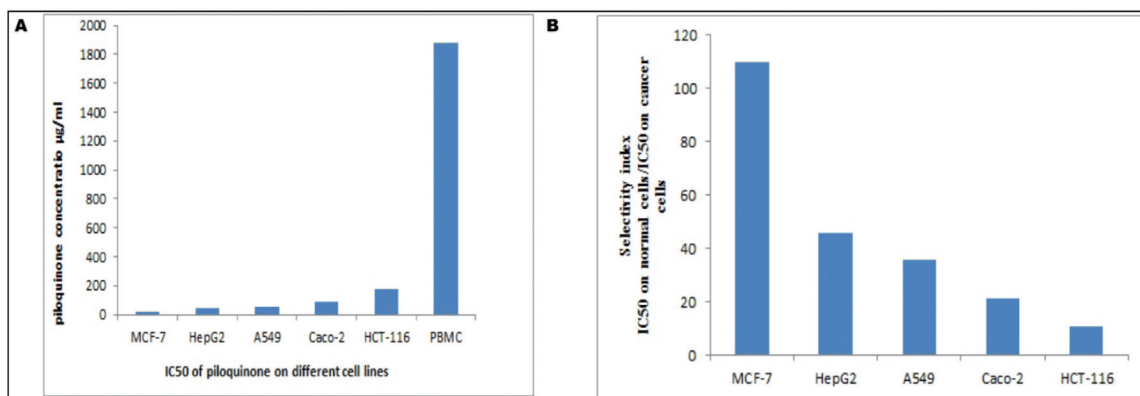 A
2000
1800
1600
1400
1200
1000
800
600
400
200
0
piloquinone concentratio µg/ml
MCF-7 HepG2 A549 Caco-2 HCT-116 PBMC
IC50 of piloquinone on different cell lines
B
120
100
80
60
40
20
0
Selectivity index
IC50 on normal cells/IC50 on cancer
cells
MCF-7 HepG2 A549 Caco-2 HCT-116